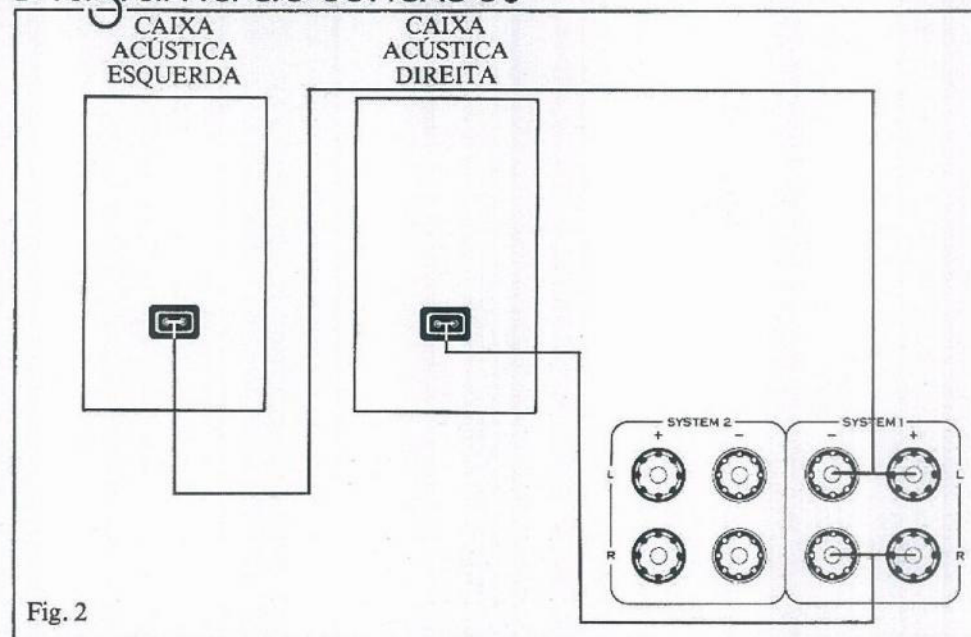 CAIXA
ACÚSTICA
ESQUERDA
CAIXA
ACÚSTICA
DIREITA
SYSTEM 2
+ -
SYSTEM 1
- +
L
L
R
R
Fig. 2